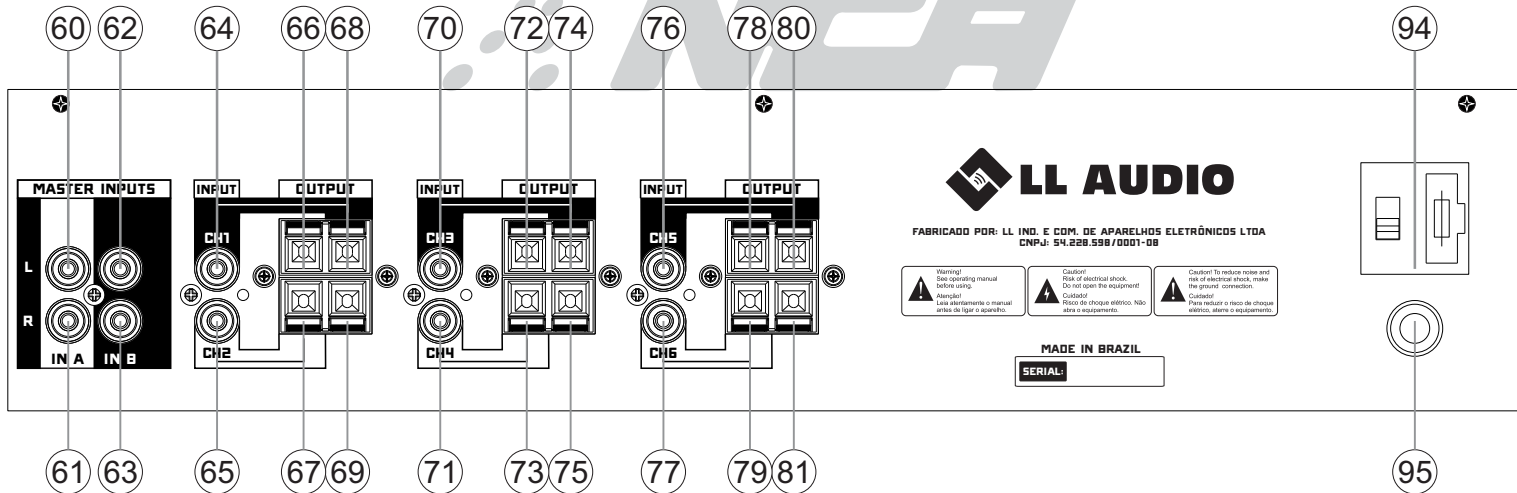 NCA
60 62 64 66 68 70 72 74 76 78 80 94
MASTER INPUTS
L
R
IN A IN B
INPUT OUTPUT
CH1
CH2
INPUT OUTPUT
CH3
CH4
INPUT OUTPUT
CH5
CH6
LL AUDIO
FABRICADO POR: LL IND. E COM. DE APARELHOS ELETRÔNICOS LTDA
CNPJ: 54.228.598/0001-08
Warning!
See operating manual
before using.
Atenção!
Leia atentamente o manual
antes de ligar o aparelho.
Caution!
Risk of electrical shock.
Do not open the equipment!
Cuidado!
Risco de choque elétrico. Não
abra o equipamento.
Caution! To reduce noise and
risk of electrical shock, make
the ground connection.
Cuidado!
Para reduzir o risco de choque
elétrico, aterre o equipamento.
MADE IN BRAZIL
SERIAL:
61 63 65 67 69 71 73 75 77 79 81 95